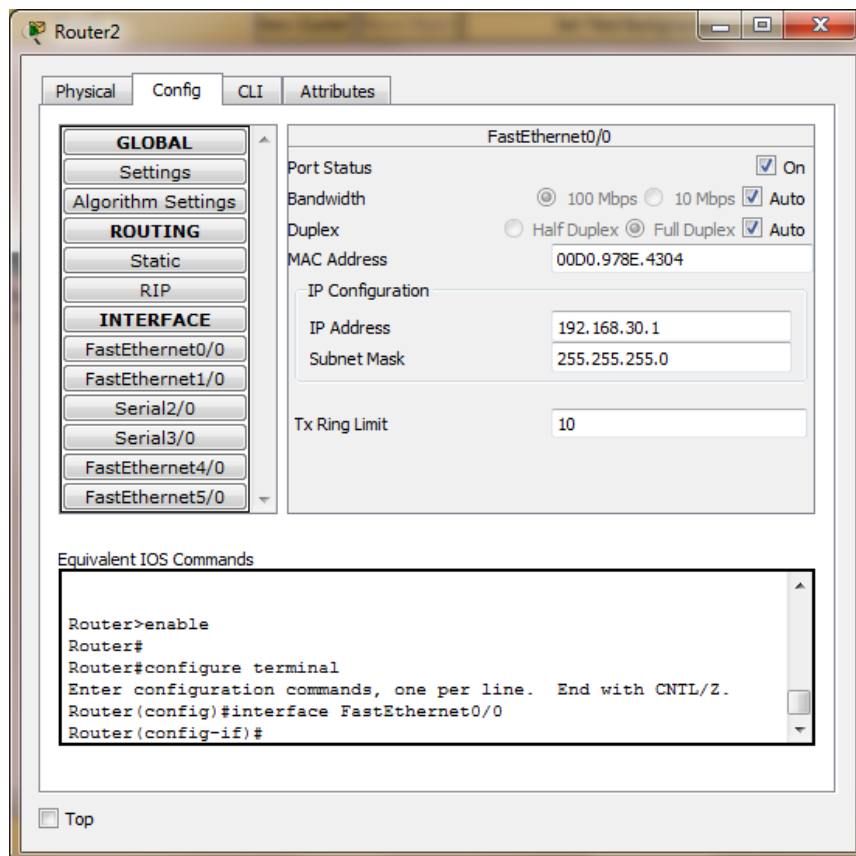 Router2
Physical Config CLI Attributes
GLOBAL
Settings
Algorithm Settings
ROUTING
Static
RIP
INTERFACE
FastEthernet0/0
FastEthernet1/0
Serial2/0
Serial3/0
FastEthernet4/0
FastEthernet5/0
FastEthernet0/0
Port Status On
Bandwidth 100 Mbps 10 Mbps Auto
Duplex Half Duplex Full Duplex Auto
MAC Address 00D0.978E.4304
IP Configuration
IP Address 192.168.30.1
Subnet Mask 255.255.255.0
Tx Ring Limit 10
Equivalent IOS Commands
Router>enable
Router#
Router#configure terminal
Enter configuration commands, one per line. End with CNTL/Z.
Router(config)#interface FastEthernet0/0
Router(config-if)#
Top